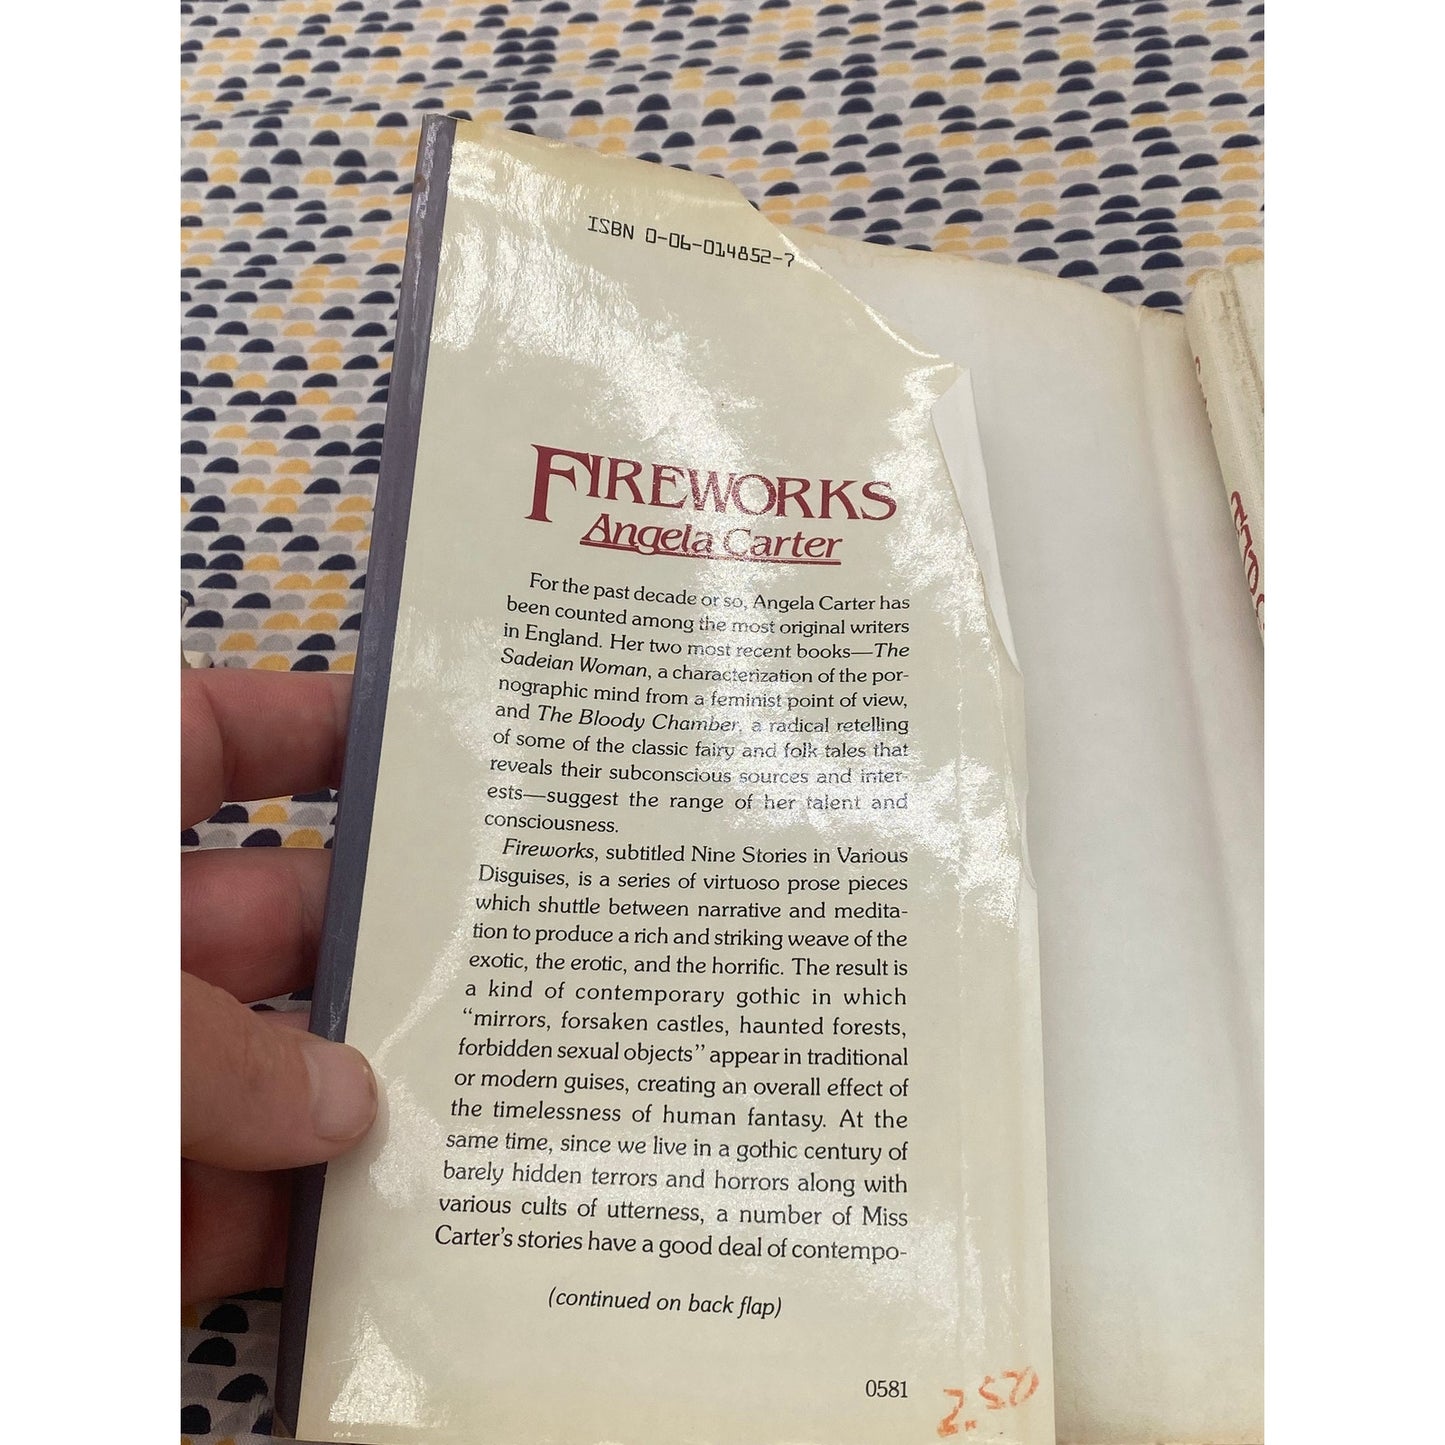 ISBN 0-06-014852-7
FIREWORKS
Angela Carter
For the past decade or so, Angela Carter has
been counted among the most original writers
in England. Her two most recent books—The
Sadeian Woman, a characterization of the por-
nographic mind from a feminist point of view,
and The Bloody Chamber, a radical retelling
of some of the classic fairy and folk tales that
reveals their subconscious sources and inter-
ests—suggest the range of her talent and
consciousness.
Fireworks, subtitled Nine Stories in Various
Disguises, is a series of virtuoso prose pieces
which shuttle between narrative and medita-
tion to produce a rich and striking weave of the
exotic, the erotic, and the horrific. The result is
a kind of contemporary gothic in which
“mirrors, forsaken castles, haunted forests,
forbidden sexual objects” appear in traditional
or modern guises, creating an overall effect of
the timelessness of human fantasy. At the
same time, since we live in a gothic century of
barely hidden terrors and horrors along with
various cults of utterness, a number of Miss
Carter’s stories have a good deal of contempo-
(continued on back flap)
0581
2.50